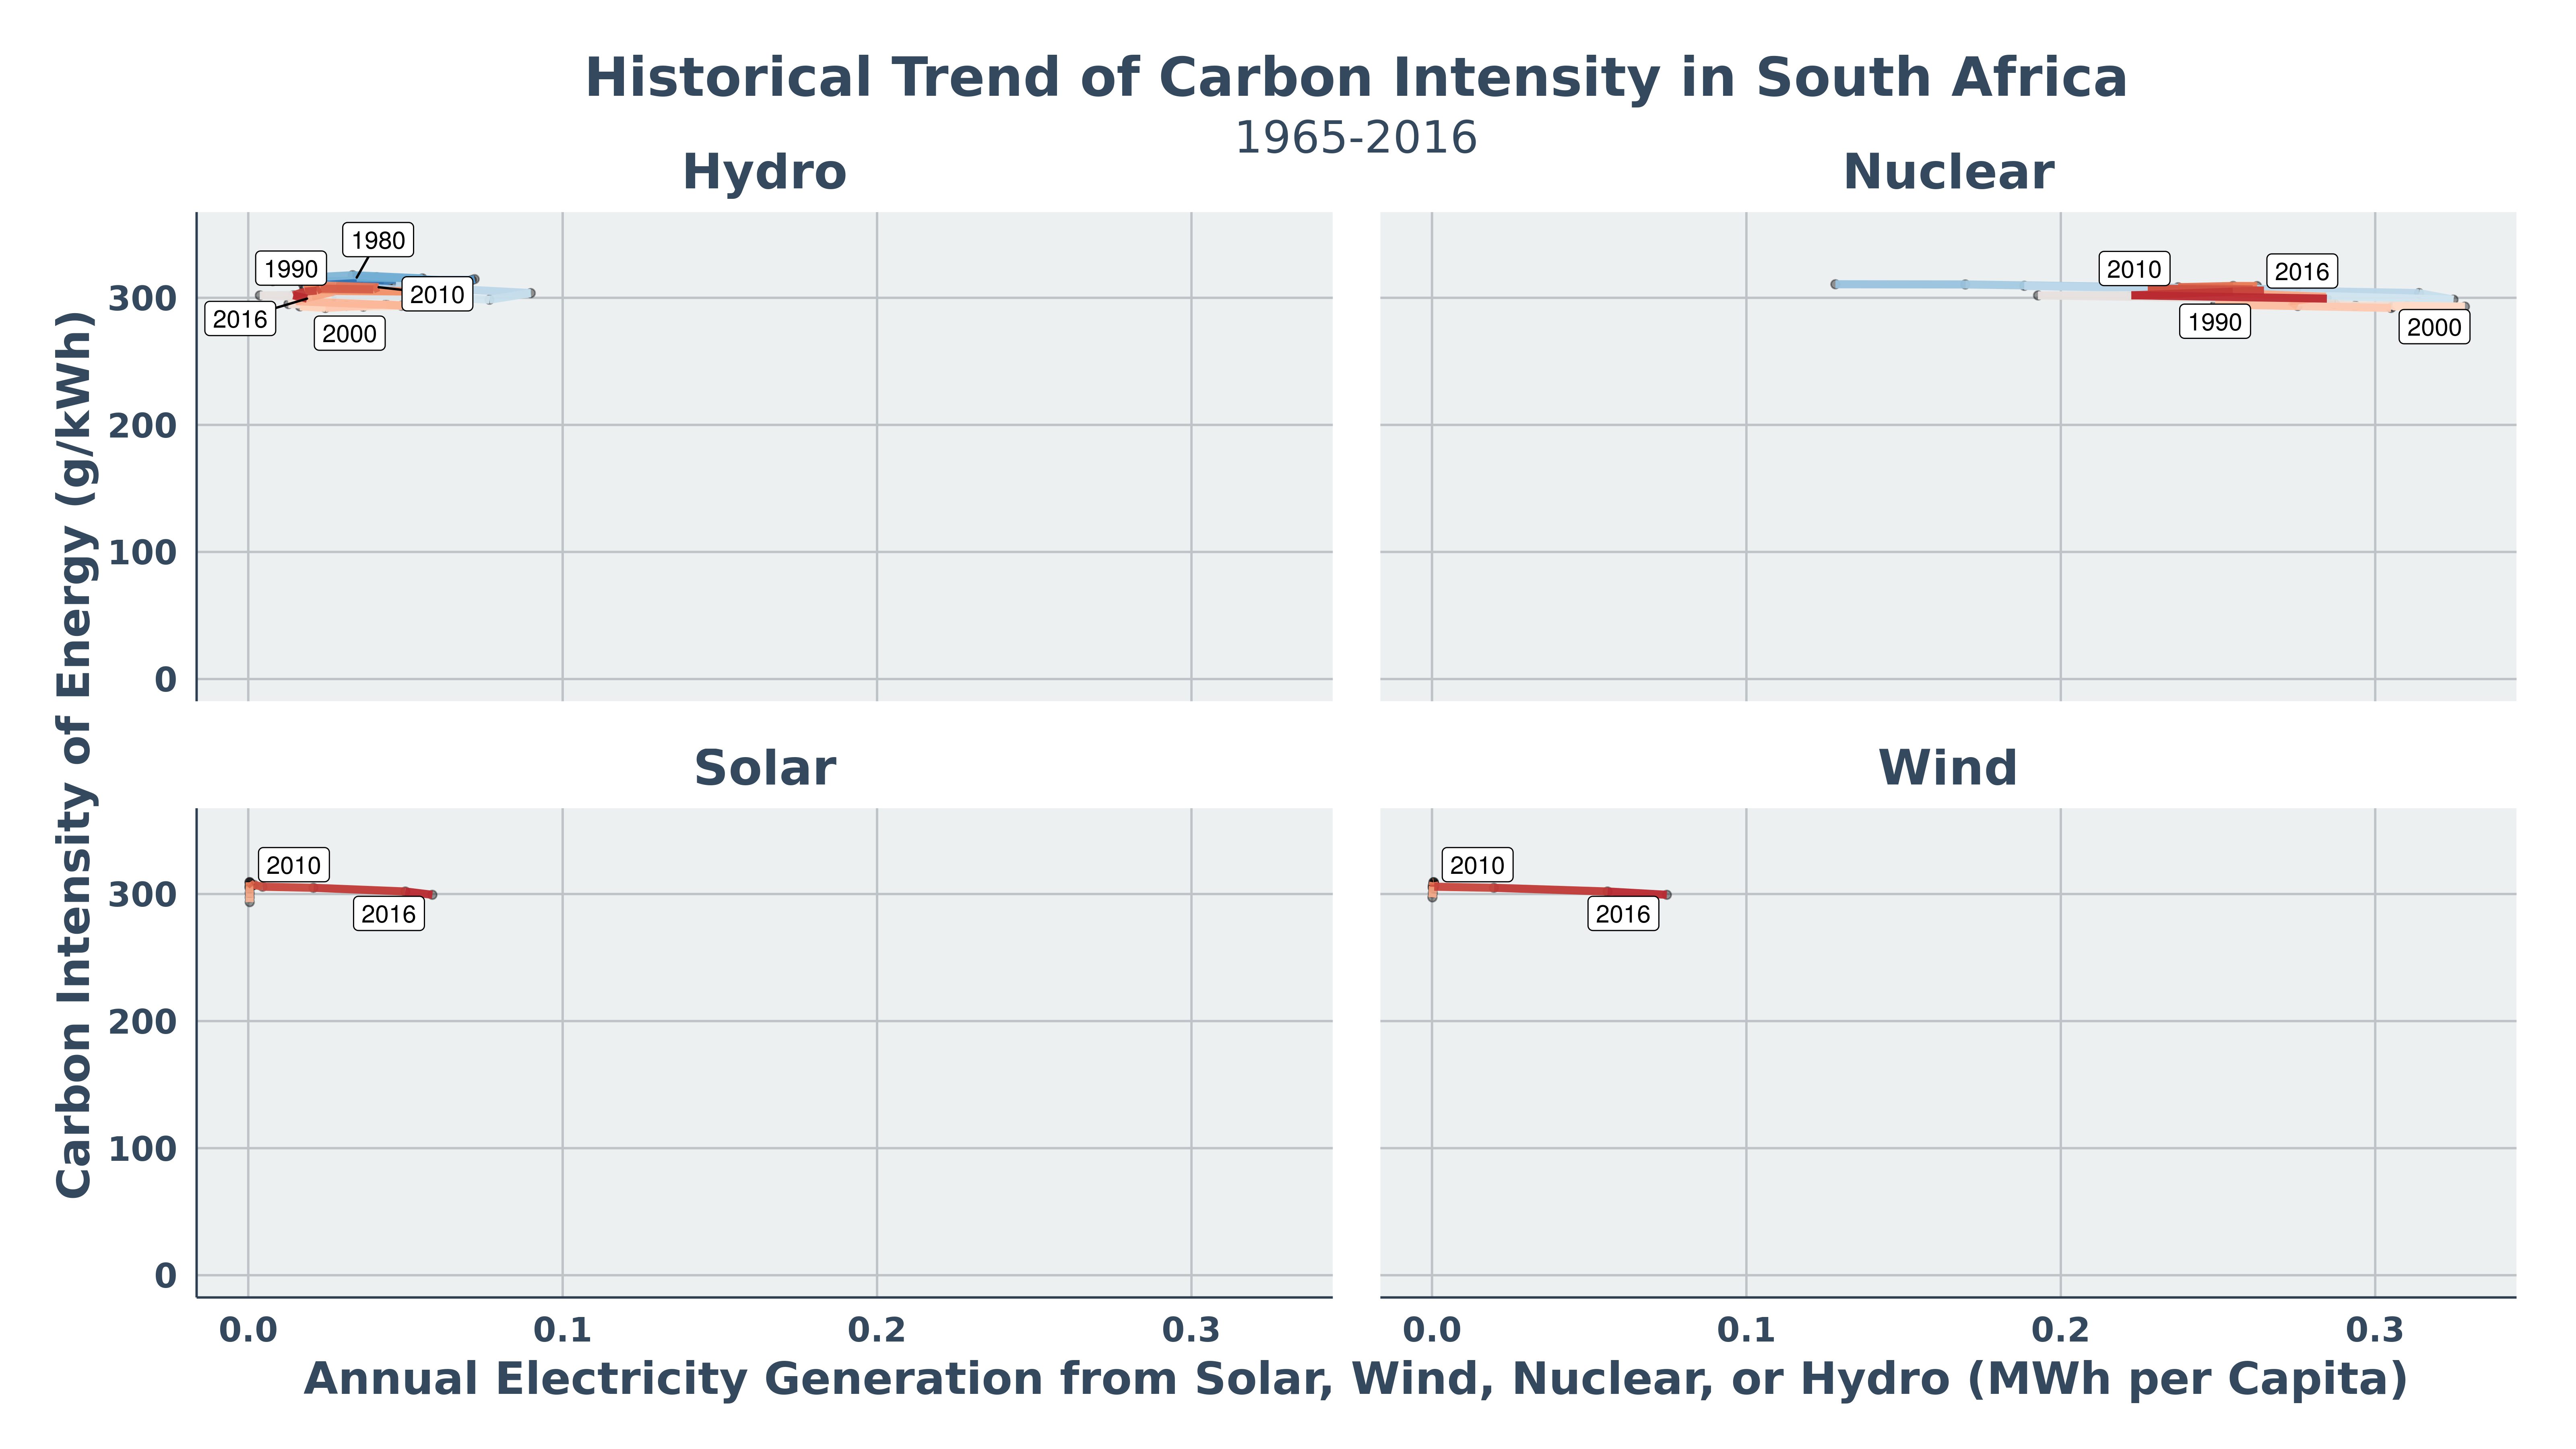 Historical Trend of Carbon Intensity in South Africa
1965-2016
Hydro
Nuclear
Carbon Intensity of Energy (g/kWh)
300
200
100
0
1980
1990
2010
2016
2000
2010
2016
1990
2000
Solar
Wind
300
200
100
0
2010
2016
2010
2016
0.0 0.1 0.2 0.3
0.0 0.1 0.2 0.3
Annual Electricity Generation from Solar, Wind, Nuclear, or Hydro (MWh per Capita)